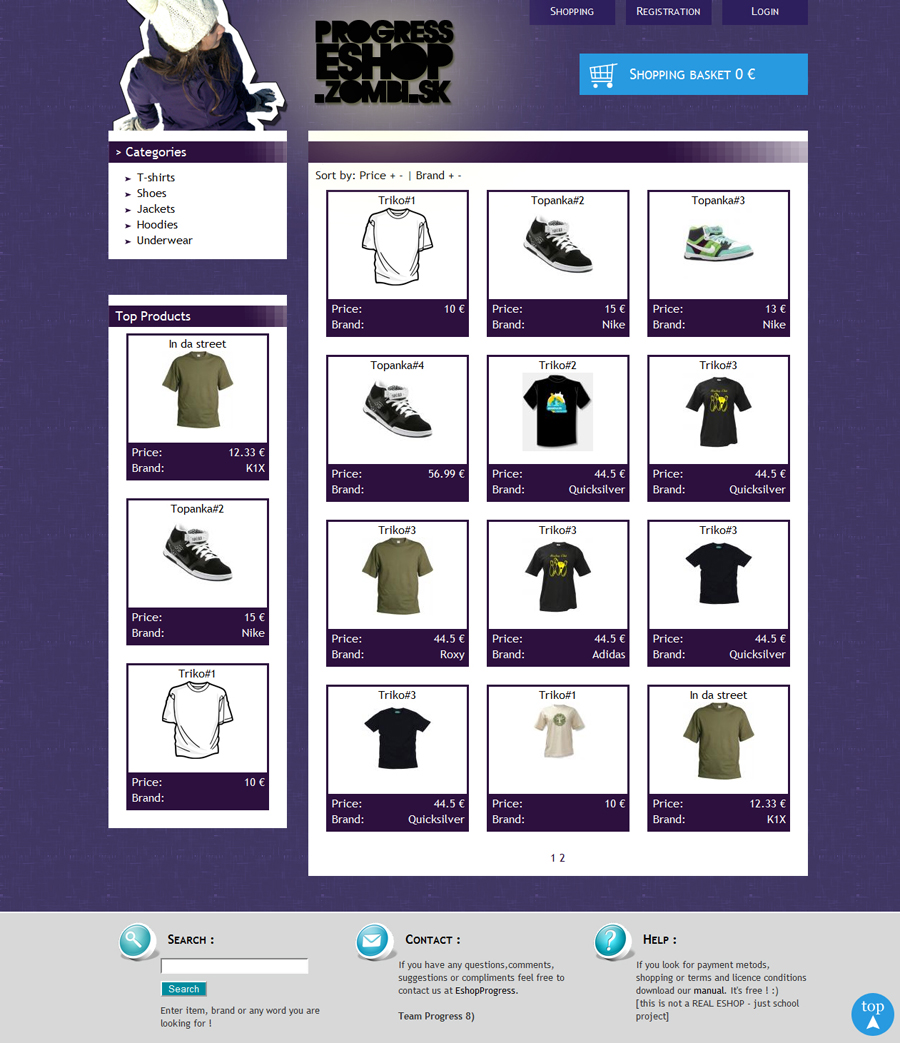 Shopping
Registration
Login
PROGRESS
ESHOP
.ZOMBI.SK
Shopping basket 0 €
> Categories
T-shirts
Shoes
Jackets
Hoodies
Underwear
Top Products
In da street
Price: 12.33 €
Brand: K1X
Topanka#2
Price: 15 €
Brand: Nike
Triko#1
Price: 10 €
Brand:
Sort by: Price + - | Brand + -
Triko#1
Price: 10 €
Brand:
Topanka#2
Price: 15 €
Brand: Nike
Topanka#3
Price: 13 €
Brand: Nike
Topanka#4
Price: 56.99 €
Brand:
Triko#2
Price: 44.5 €
Brand: Quicksilver
Triko#3
Price: 44.5 €
Brand: Quicksilver
Triko#3
Price: 44.5 €
Brand: Roxy
Triko#3
Price: 44.5 €
Brand: Adidas
Triko#3
Price: 44.5 €
Brand: Quicksilver
Triko#3
Price: 44.5 €
Brand: Quicksilver
Triko#1
Price: 10 €
Brand:
In da street
Price: 12.33 €
Brand: K1X
1 2
Search :
Search
Enter item, brand or any word you are
looking for !
Contact :
If you have any questions,comments,
suggestions or compliments feel free to
contact us at EshopProgress.
Team Progress 8)
Help :
If you look for payment metods,
shopping or terms and licence conditions
download our manual. It's free ! :)
[this is not a REAL ESHOP - just school
project]
top